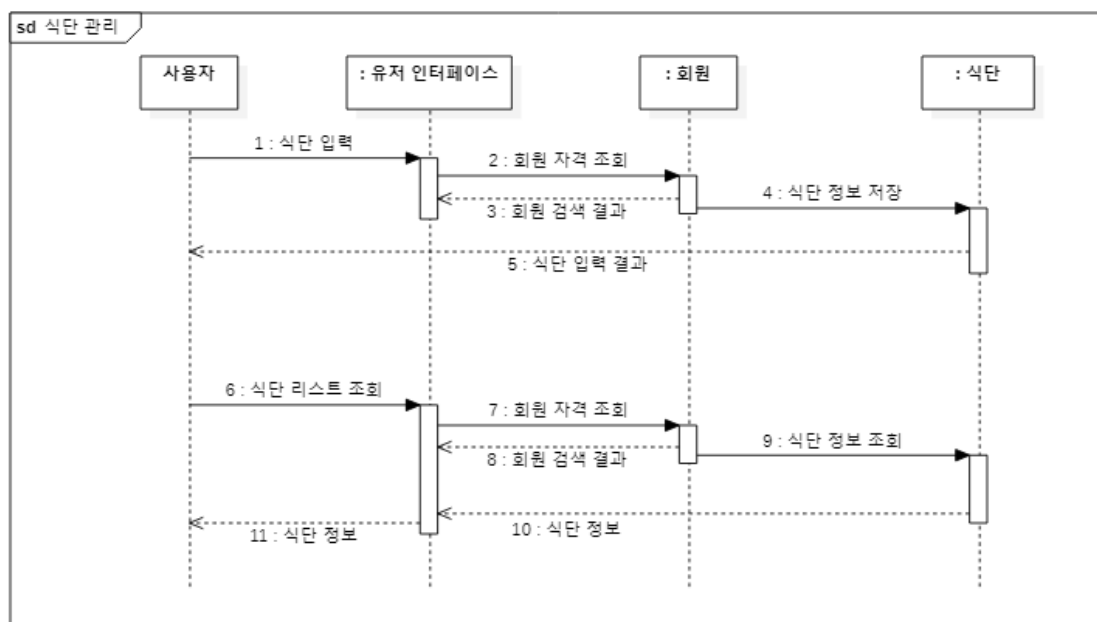 sd 식단 관리
사용자
: 유저 인터페이스
: 회원
: 식단
1 : 식단 입력
2 : 회원 자격 조회
3 : 회원 검색 결과
4 : 식단 정보 저장
5 : 식단 입력 결과
6 : 식단 리스트 조회
7 : 회원 자격 조회
8 : 회원 검색 결과
9 : 식단 정보 조회
10 : 식단 정보
11 : 식단 정보